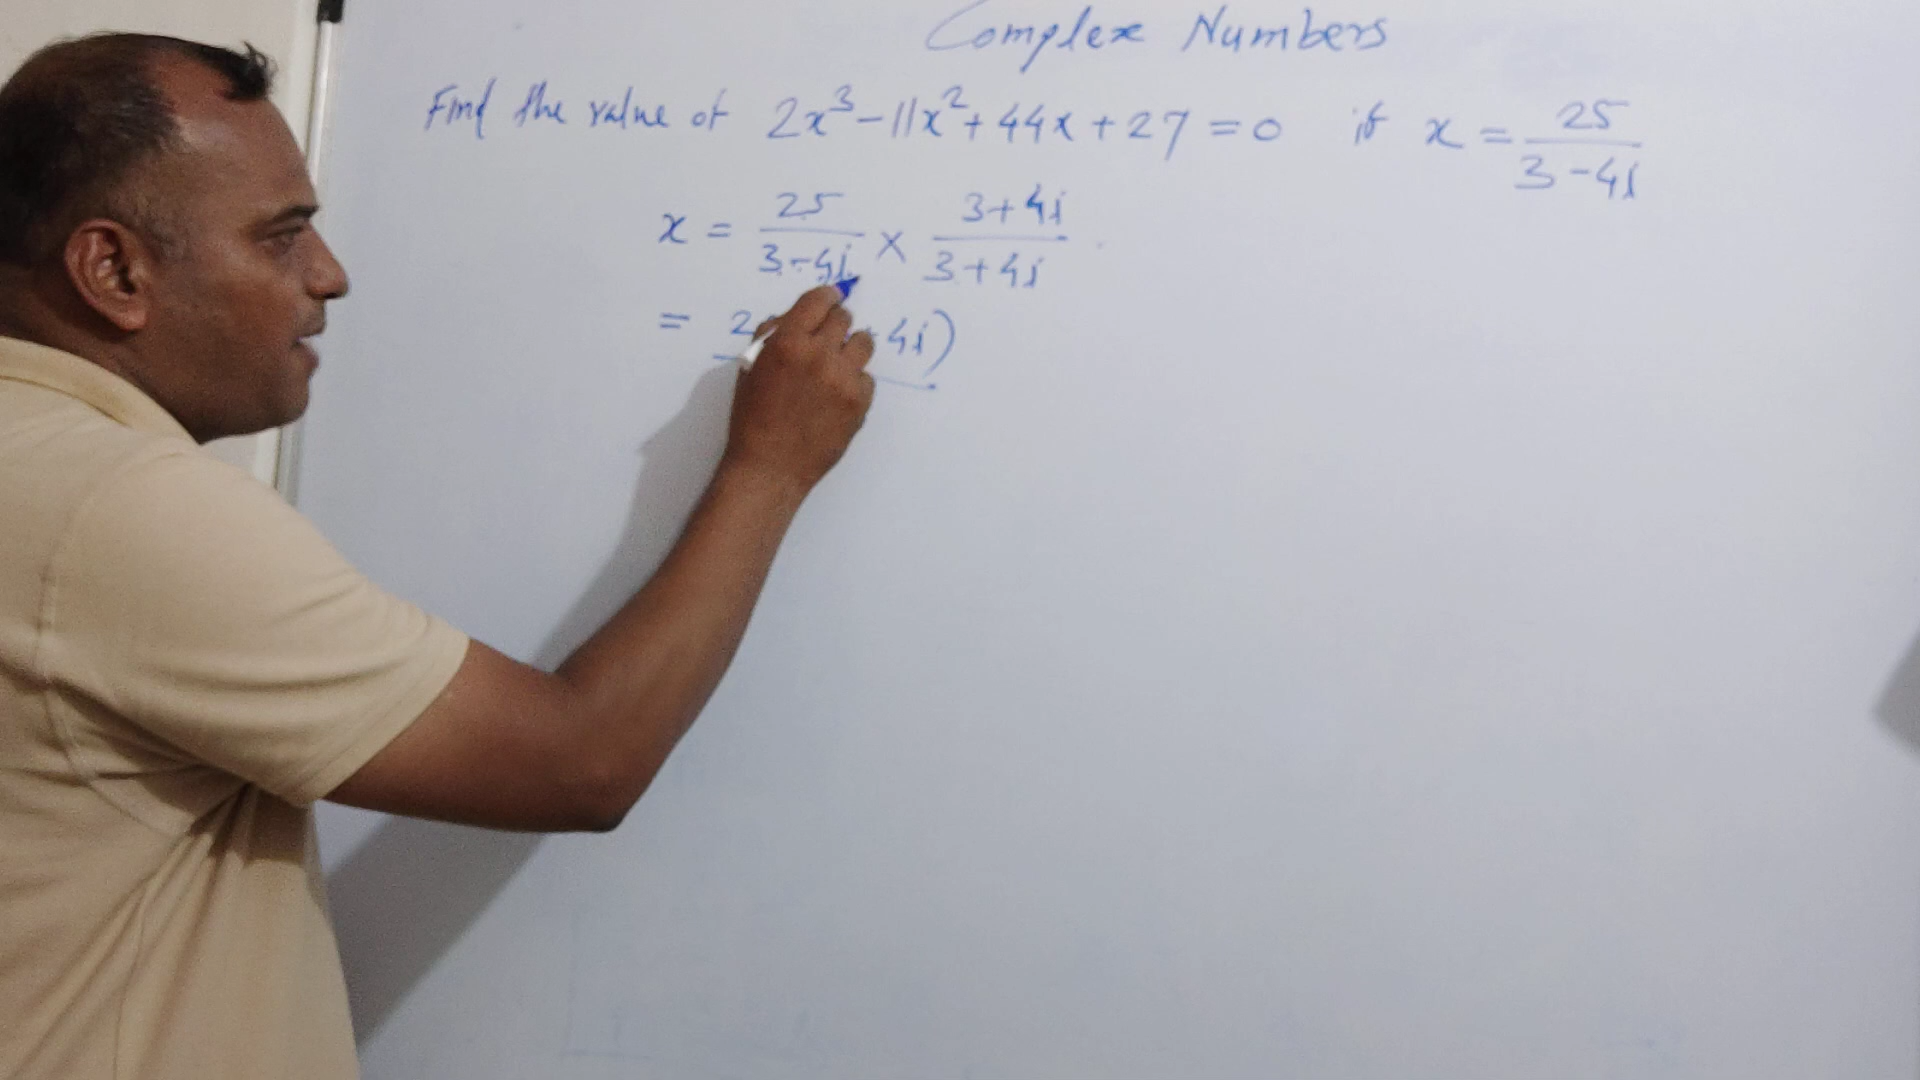 Complex Numbers
Find the value of 2x³-11x²+44x+27=0 if x = 25/(3-4i)
x = 25/(3-4i) × (3+4i)/(3+4i)
= 4i)